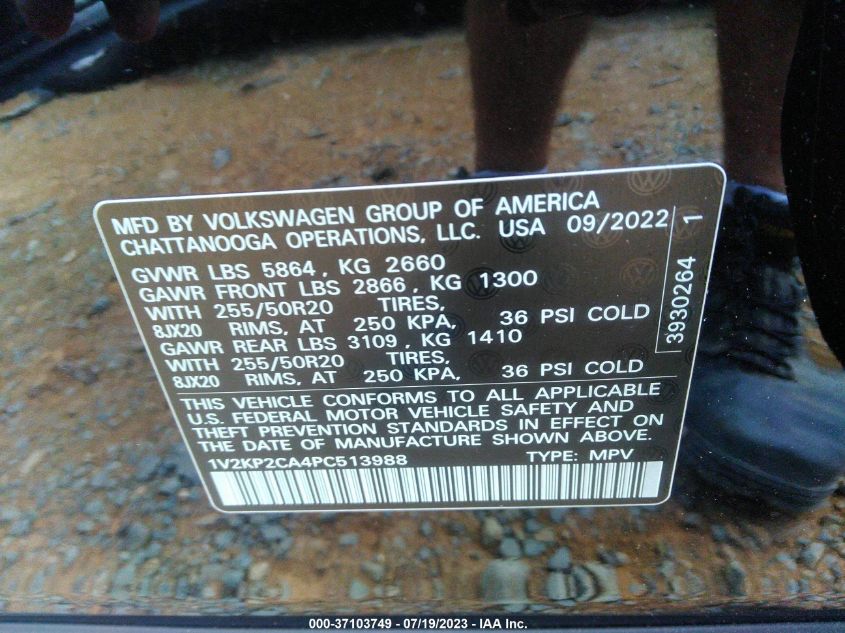 MFD BY VOLKSWAGEN GROUP OF AMERICA
CHATTANOOGA OPERATIONS, LLC. USA 09/2022
GVWR LBS 5864, KG 2660
GAWR FRONT LBS 2866, KG 1300
WITH 255/50R20 TIRES,
8JX20 RIMS, AT 250 KPA, 36 PSI COLD
GAWR REAR LBS 3109, KG 1410
WITH 255/50R20 TIRES,
8JX20 RIMS, AT 250 KPA, 36 PSI COLD
3930264 1
THIS VEHICLE CONFORMS TO ALL APPLICABLE
U.S. FEDERAL MOTOR VEHICLE SAFETY AND
THEFT PREVENTION STANDARDS IN EFFECT ON
THE DATE OF MANUFACTURE SHOWN ABOVE.
1V2KP2CA4PC513988 TYPE: MPV
000-37103749 - 07/19/2023 - IAA Inc.